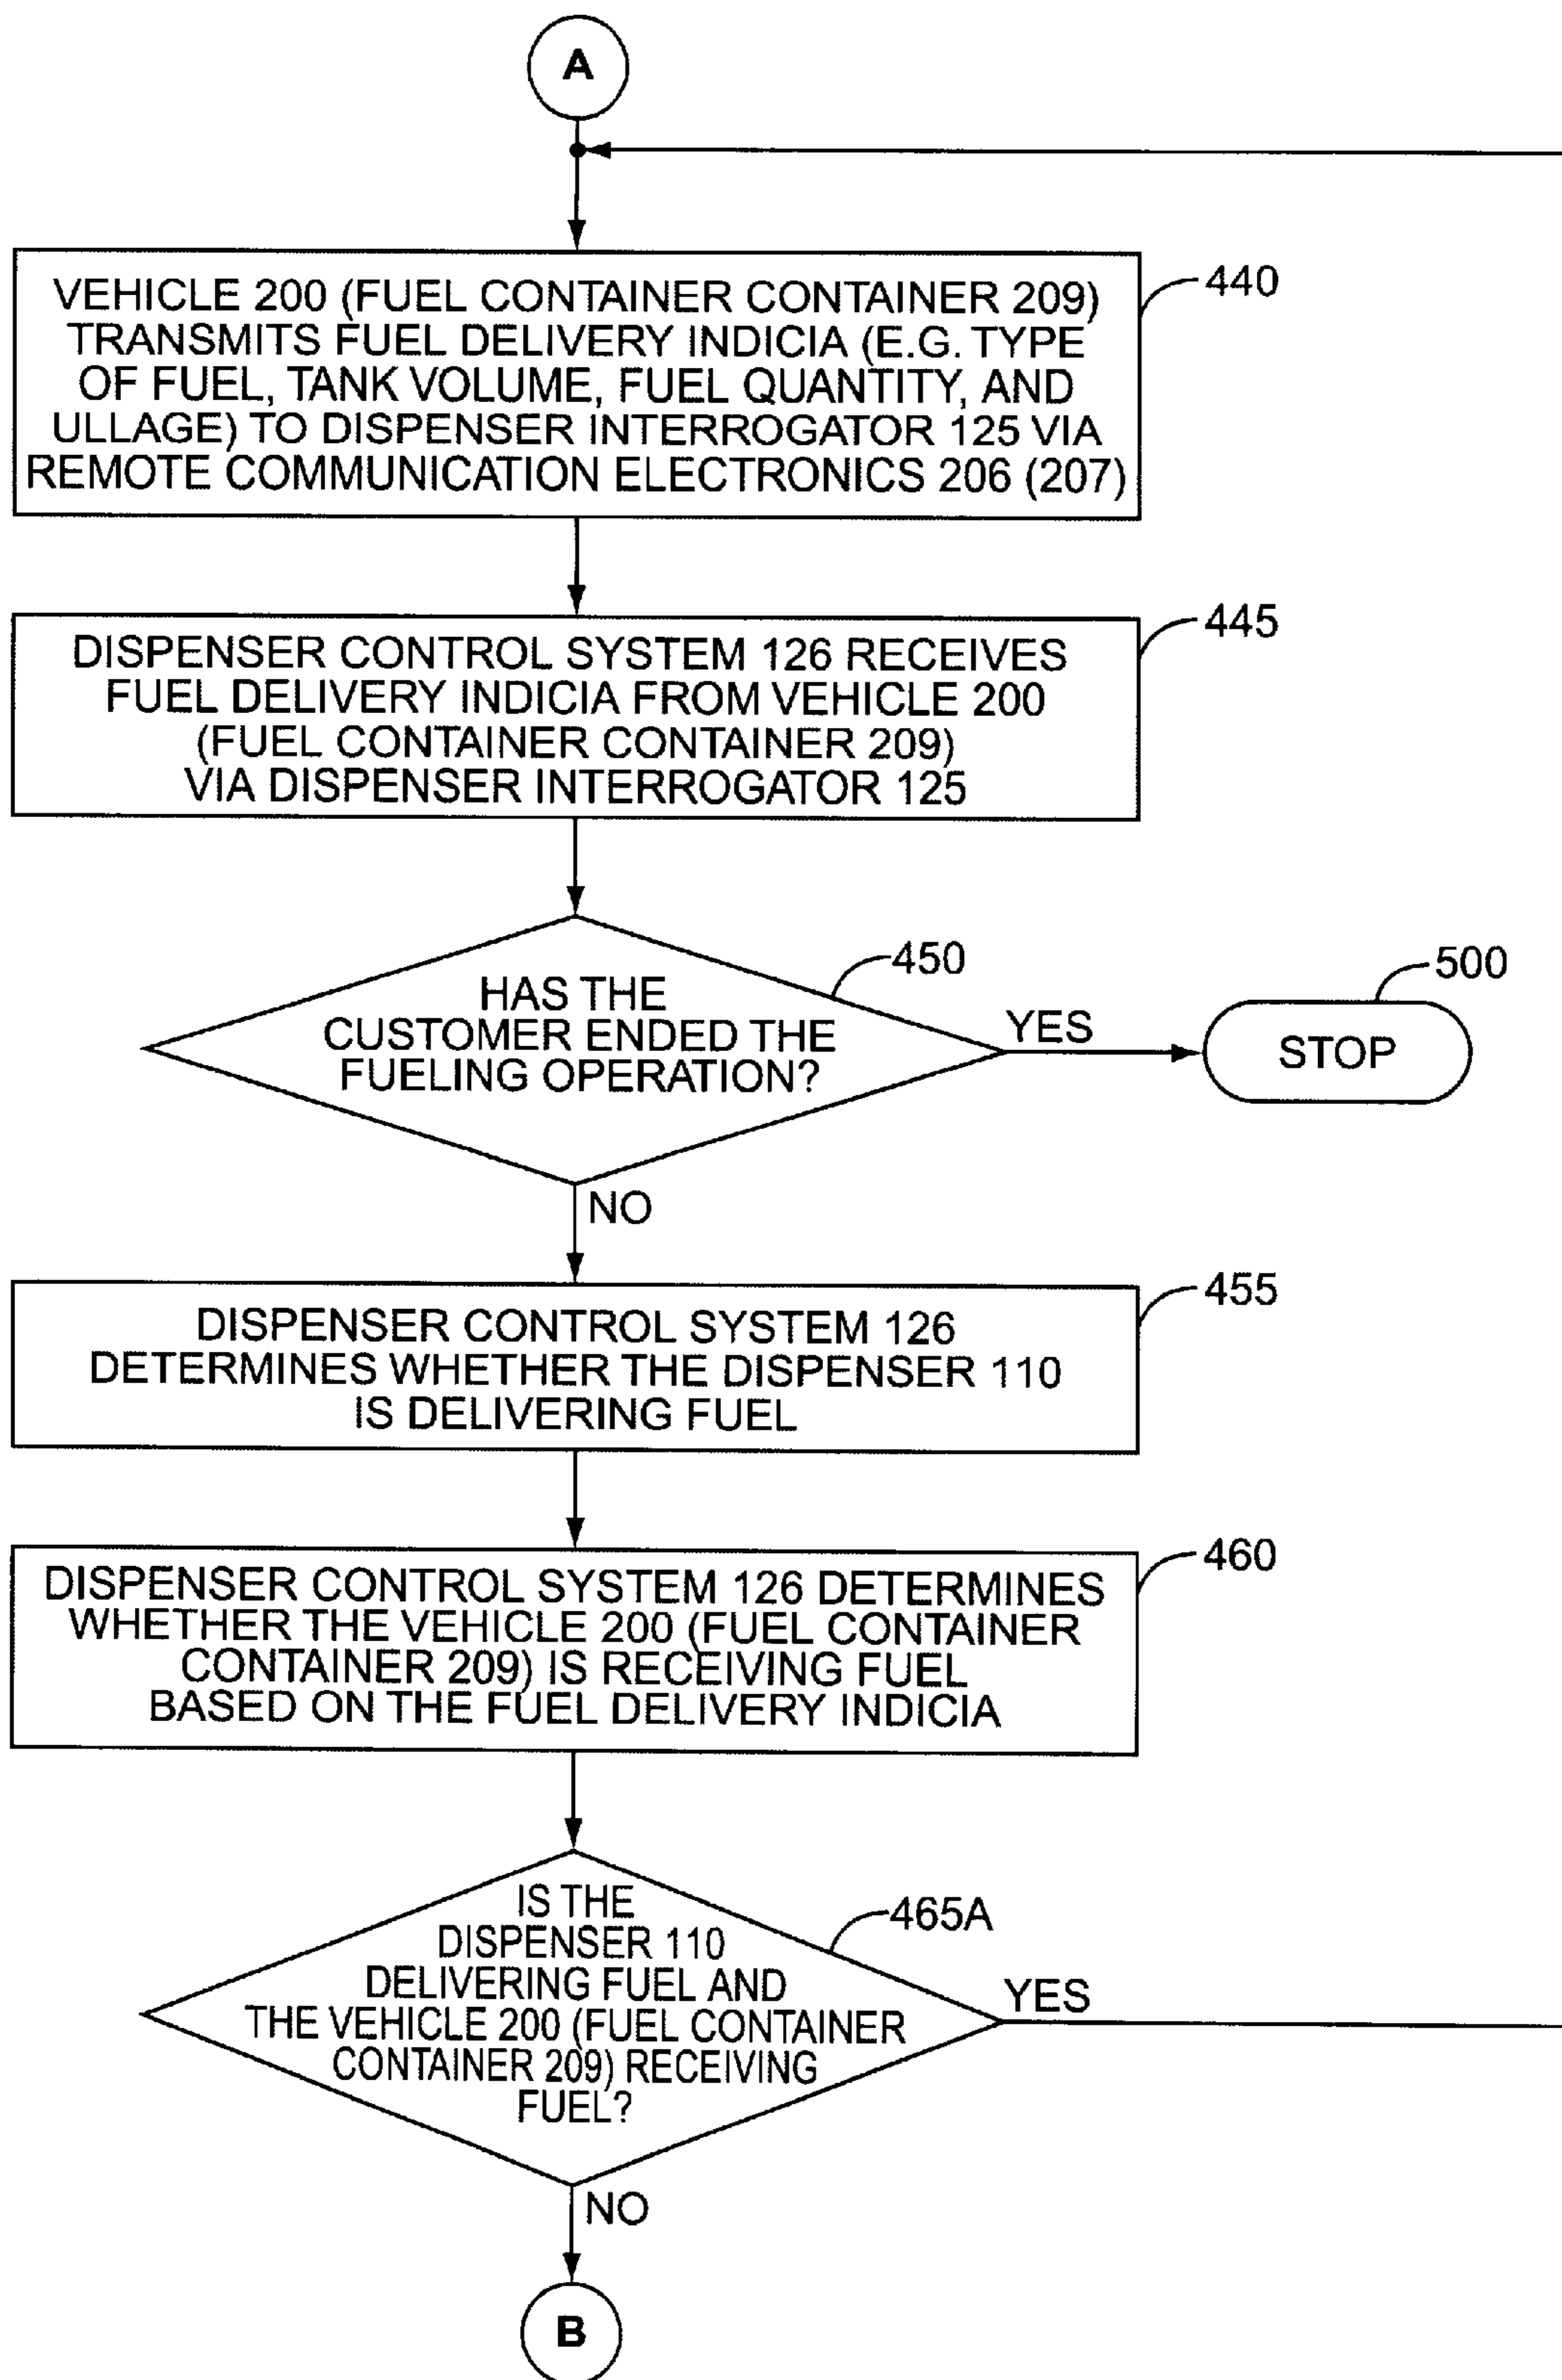 A
VEHICLE 200 (FUEL CONTAINER CONTAINER 209)
TRANSMITS FUEL DELIVERY INDICIA (E.G. TYPE
OF FUEL, TANK VOLUME, FUEL QUANTITY, AND
ULLAGE) TO DISPENSER INTERROGATOR 125 VIA
REMOTE COMMUNICATION ELECTRONICS 206 (207)
440
DISPENSER CONTROL SYSTEM 126 RECEIVES
FUEL DELIVERY INDICIA FROM VEHICLE 200
(FUEL CONTAINER CONTAINER 209)
VIA DISPENSER INTERROGATOR 125
445
HAS THE
CUSTOMER ENDED THE
FUELING OPERATION?
450
YES
STOP
500
NO
DISPENSER CONTROL SYSTEM 126
DETERMINES WHETHER THE DISPENSER 110
IS DELIVERING FUEL
455
DISPENSER CONTROL SYSTEM 126 DETERMINES
WHETHER THE VEHICLE 200 (FUEL CONTAINER
CONTAINER 209) IS RECEIVING FUEL
BASED ON THE FUEL DELIVERY INDICIA
460
IS THE
DISPENSER 110
DELIVERING FUEL AND
THE VEHICLE 200 (FUEL CONTAINER
CONTAINER 209) RECEIVING
FUEL?
465A
YES
NO
B